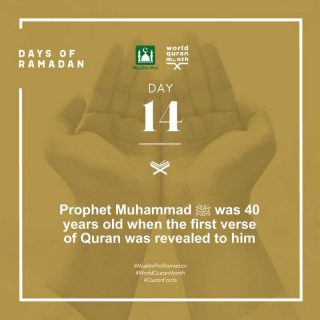 DAYS OF
RAMADAN
Muslim Pro
world
quran
month
DAY
14
Prophet Muhammad ﷺ was 40
years old when the first verse
of Quran was revealed to him
#MuslimProRamadan
#WorldQuranMonth
#QuranFacts